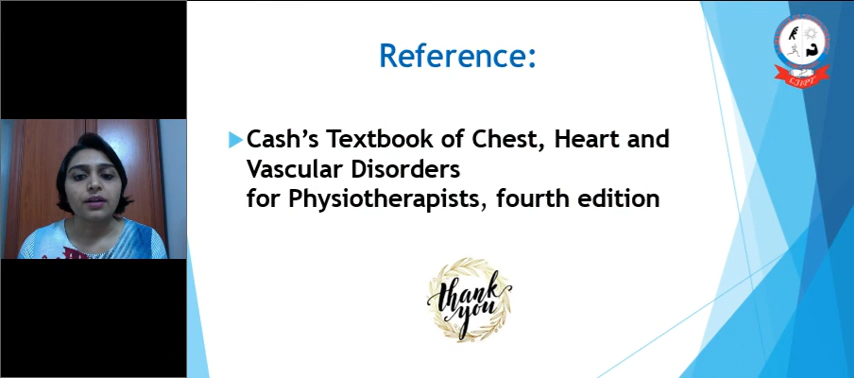 Reference:
Cash's Textbook of Chest, Heart and
Vascular Disorders
for Physiotherapists, fourth edition
thank
you